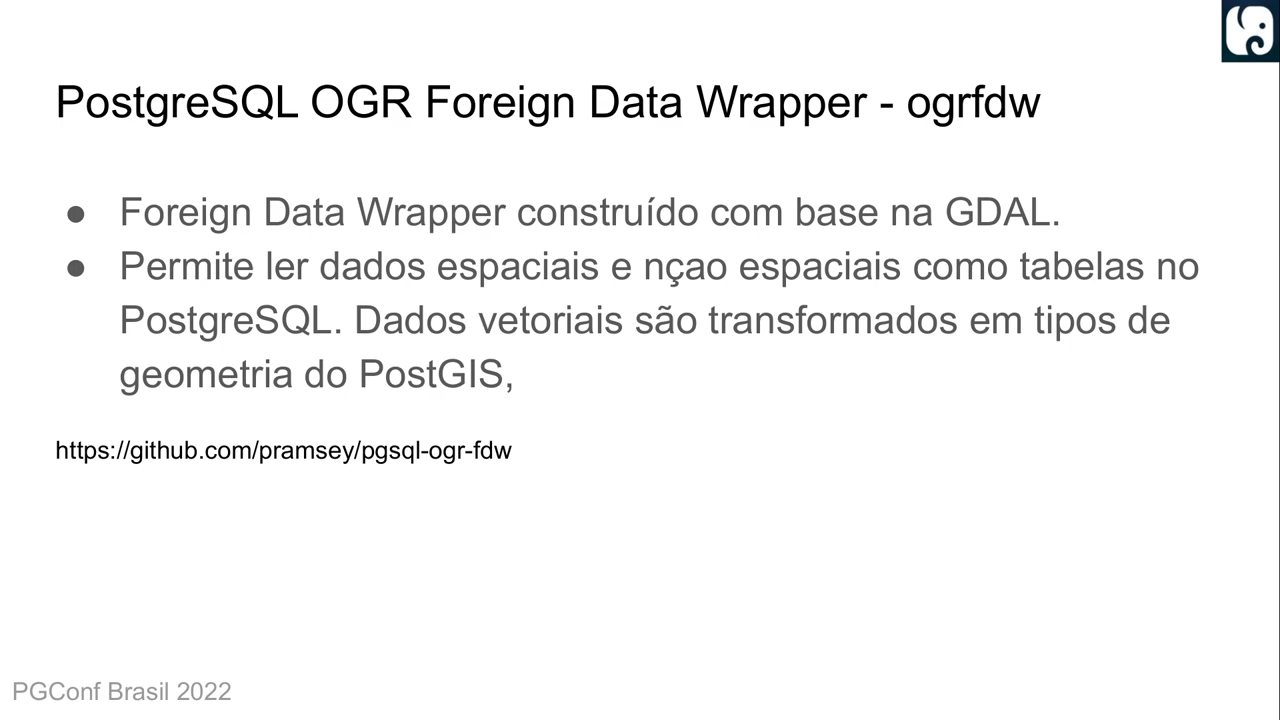 PostgreSQL OGR Foreign Data Wrapper - ogrfdw
● Foreign Data Wrapper construído com base na GDAL.
● Permite ler dados espaciais e nçao espaciais como tabelas no
PostgreSQL. Dados vetoriais são transformados em tipos de
geometria do PostGIS,
https://github.com/pramsey/pgsql-ogr-fdw
PGConf Brasil 2022